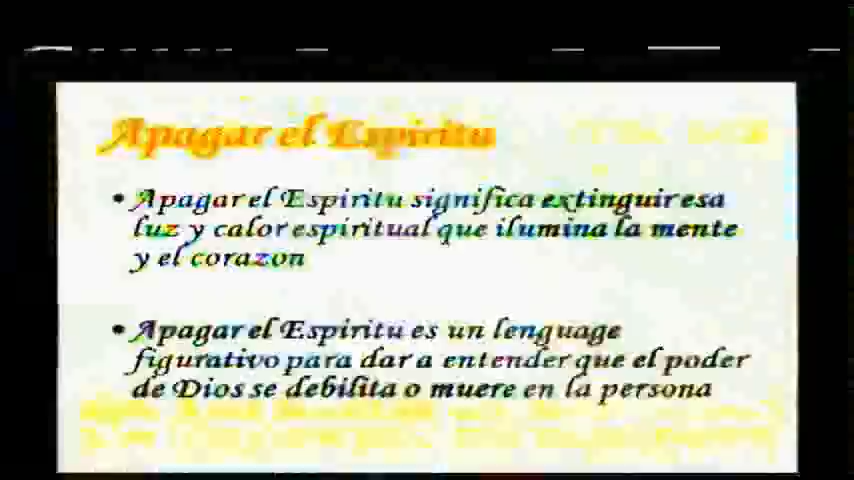 Apagar el Espiritu
• Apagar el Espiritu significa extinguir esa
luz y calor espiritual que ilumina la mente
y el corazon
• Apagar el Espiritu es un lenguage
figurativo para dar a entender que el poder
de Dios se debilita o muere en la persona